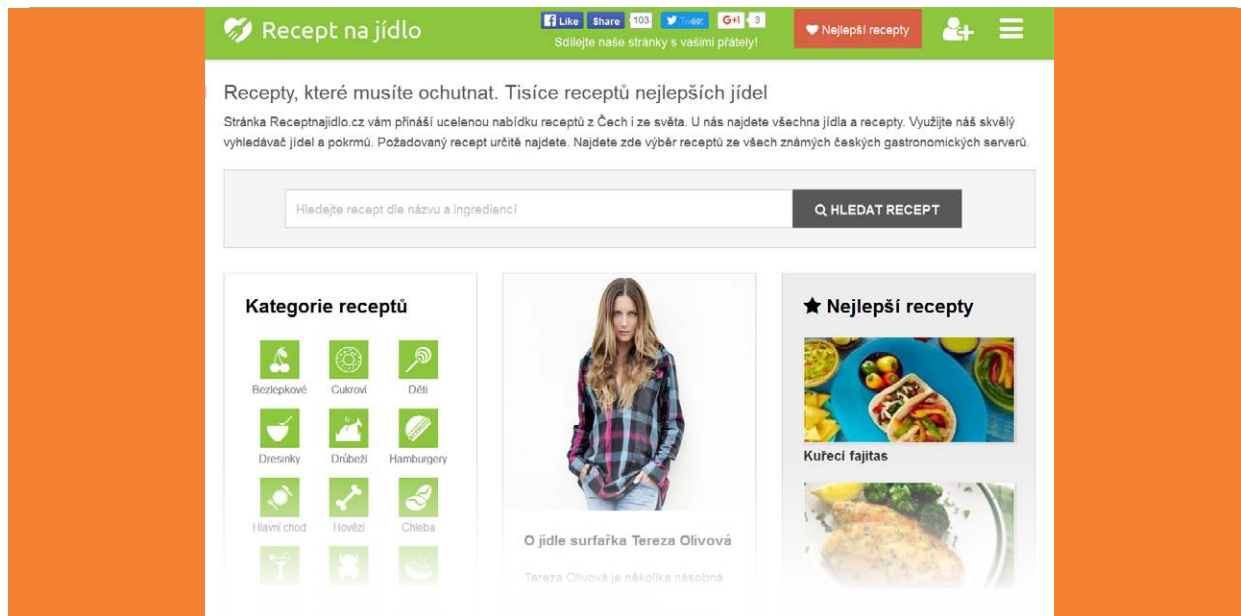 Recept na jídlo
Like Share 103 Tweet G+1 3
Sdílejte naše stránky s vašimi přátely!
Nejlepší recepty
Recepty, které musíte ochutnat. Tisíce receptů nejlepších jídel
Stránka Receptnajidlo.cz vám přináší ucelenou nabídku receptů z Čech i ze světa. U nás najdete všechna jídla a recepty. Využijte náš skvělý
vyhledávač jídel a pokrmů. Požadovaný recept určitě najdete. Najdete zde výběr receptů ze všech známých českých gastronomických serverů.
Hledejte recept dle názvu a ingrediencí
HLEDAT RECEPT
Kategorie receptů
Bezlepkové Cukroví Děti
Dresinky Drůbeží Hamburgery
Hlavní chod Hovězí Chleba
O jídle surfařka Tereza Olivová
Tereza Olivová je několika násobná
Nejlepší recepty
Kuřecí fajitas